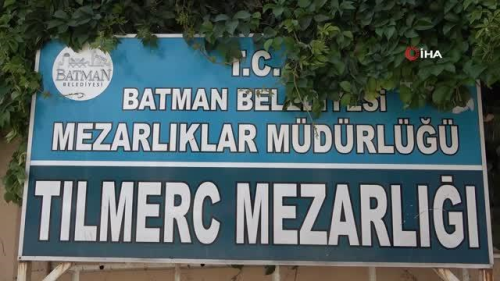 BATMAN
BELEDİYESİ
İHA
T.C.
BATMAN BELEDİYESİ
MEZARLIKLAR MÜDÜRLÜĞÜ
TILMERC MEZARLIĞI